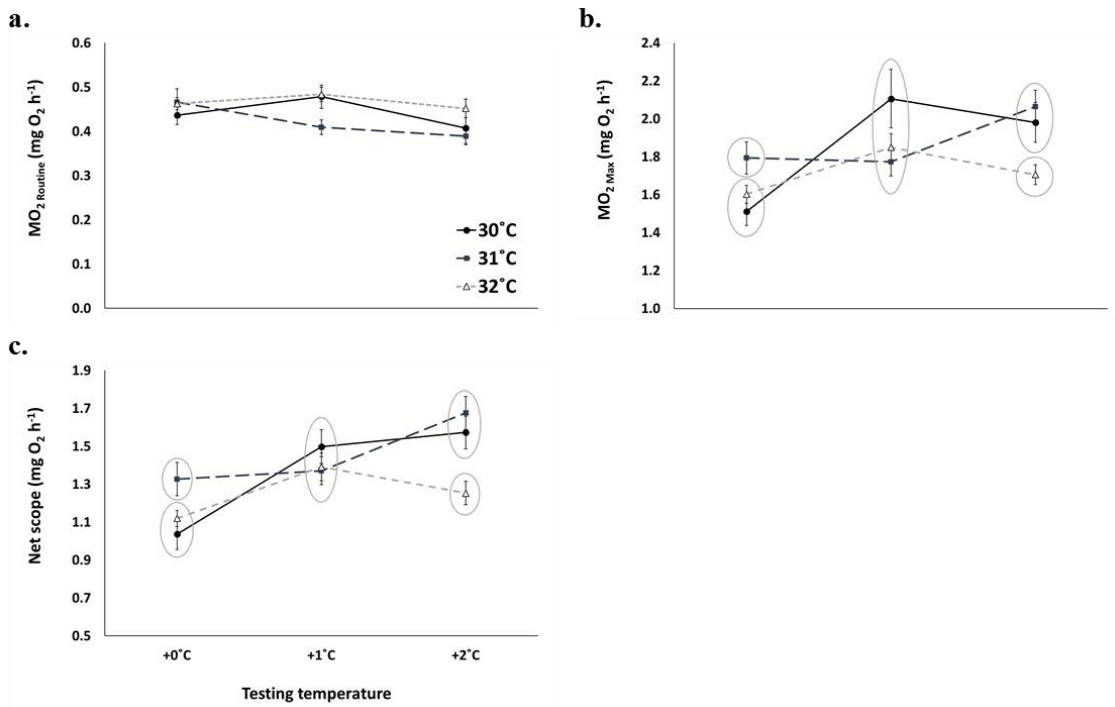 a.
MO₂ Routine (mg O₂ h⁻¹)
0.6
0.5
0.4
0.3
0.2
0.1
0.0
30˚C
31˚C
32˚C
b.
MO₂ Max (mg O₂ h⁻¹)
2.4
2.2
2.0
1.8
1.6
1.4
1.2
1.0
c.
Net scope (mg O₂ h⁻¹)
1.9
1.7
1.5
1.3
1.1
0.9
0.7
0.5
+0˚C +1˚C +2˚C
Testing temperature